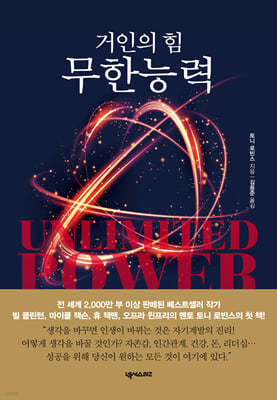 거인의 힘
무한능력
토니 로빈스 지음 | 김용준 옮김
UNLIMITED
POWER
전 세계 2,000만 부 이상 판매된 베스트셀러 작가
빌 클린턴, 마이클 잭슨, 휴 잭맨, 오프라 윈프리의 멘토 토니 로빈스의 첫 책!
"생각을 바꾸면 인생이 바뀌는 것은 자기계발의 진리!
어떻게 생각을 바꿀 것인가? 자존감, 인간관계, 건강, 돈, 리더십…
성공을 위해 당신이 원하는 모든 것이 여기에 있다."
넥서스BIZ